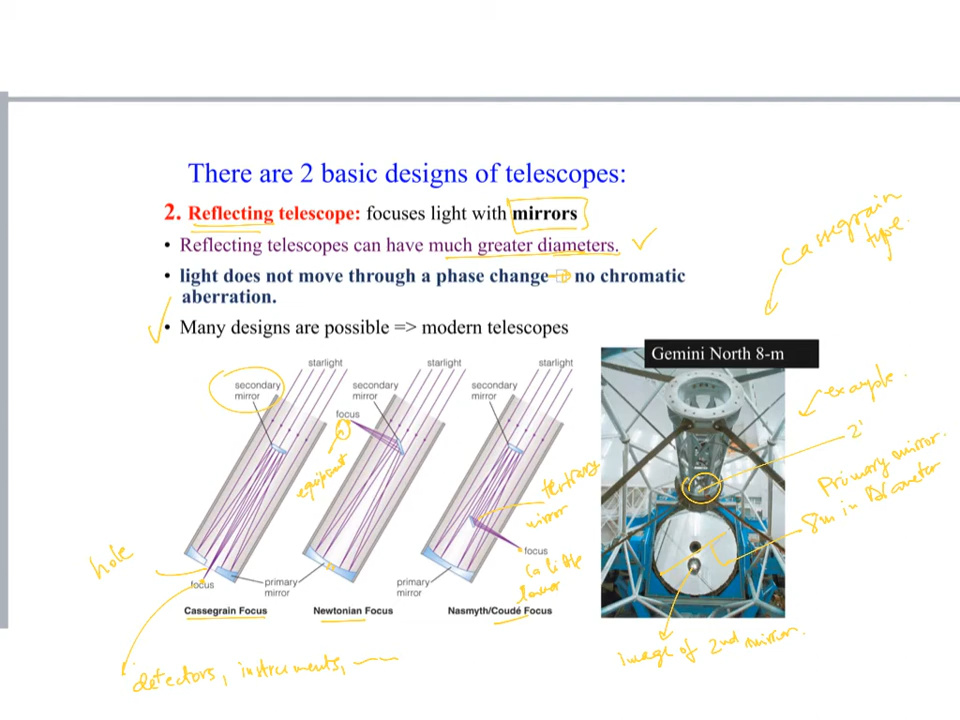 There are 2 basic designs of telescopes:
2. Reflecting telescope: focuses light with mirrors
• Reflecting telescopes can have much greater diameters.
• light does not move through a phase change no chromatic
aberration.
• Many designs are possible => modern telescopes
Cassegrain
type.
Gemini North 8-m
example.
2'
Primary mirror.
8m in Diameter
image of 2nd mirror.
starlight
secondary
mirror
focus
primary
mirror
Cassegrain Focus
hole
detectors, instruments,
starlight
secondary
mirror
focus
equipment
Newtonian Focus
starlight
secondary
mirror
tertiary
mirror
focus
(a little
lower
primary
mirror
Nasmyth/Coudé Focus